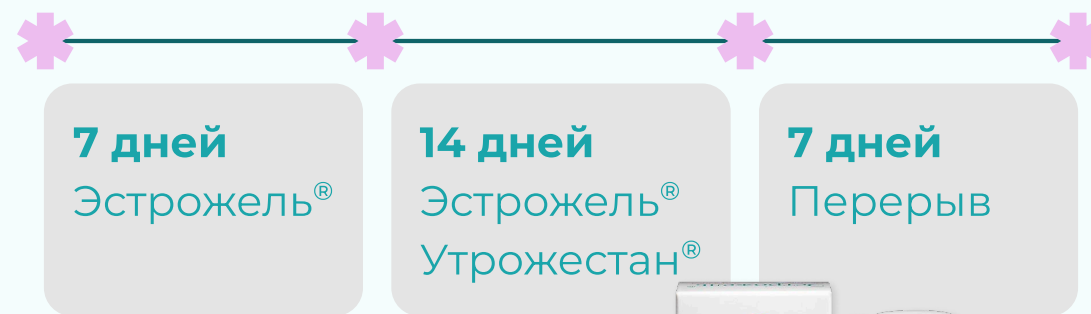 7 дней
Эстрожель®
14 дней
Эстрожель®
Утрожестан®
7 дней
Перерыв